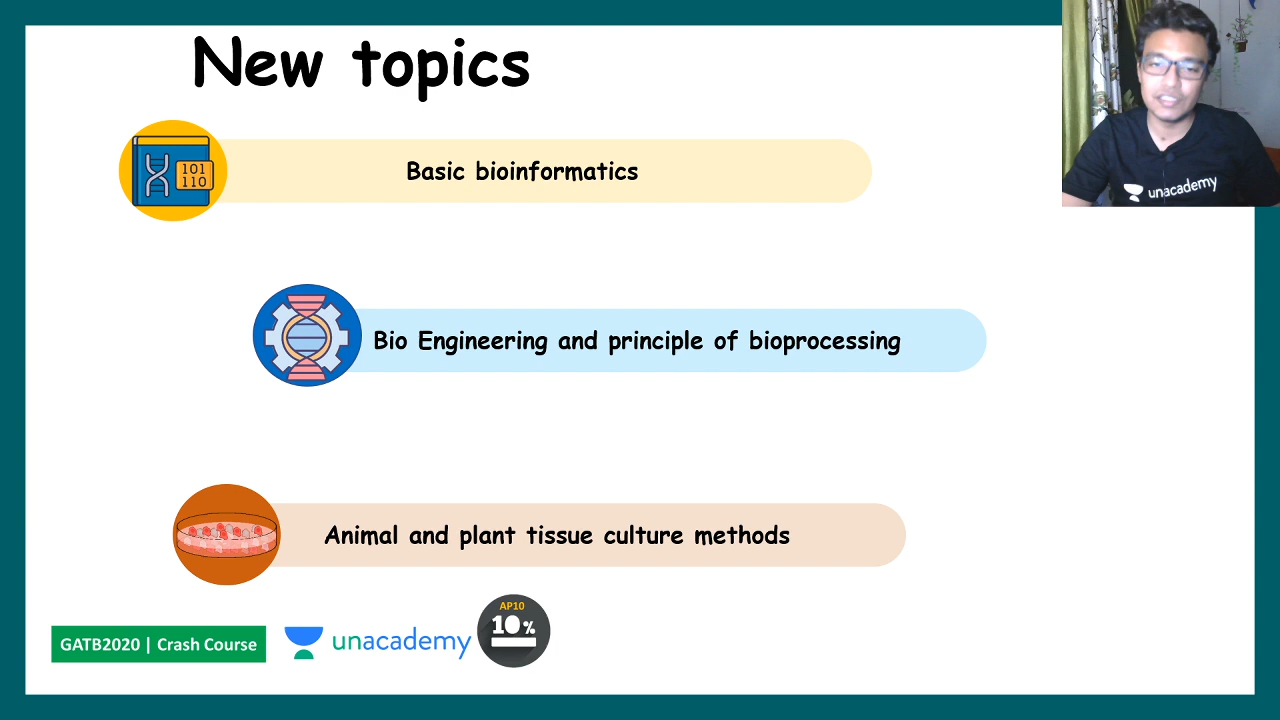 New topics
101
110
Basic bioinformatics
unacademy
Bio Engineering and principle of bioprocessing
Animal and plant tissue culture methods
GATB2020 | Crash Course
unacademy
AP10
10%